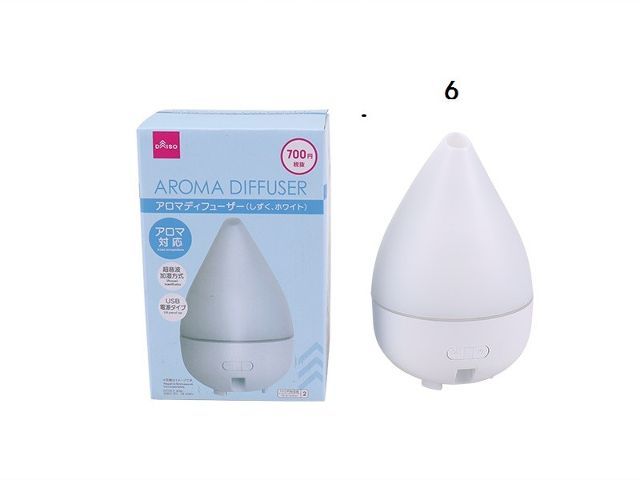 6
DAISO
700円
税抜
AROMA DIFFUSER
アロマディフューザー(しずく、ホワイト)
アロマ
対応
超音波
加湿方式
USB
電源タイプ
2